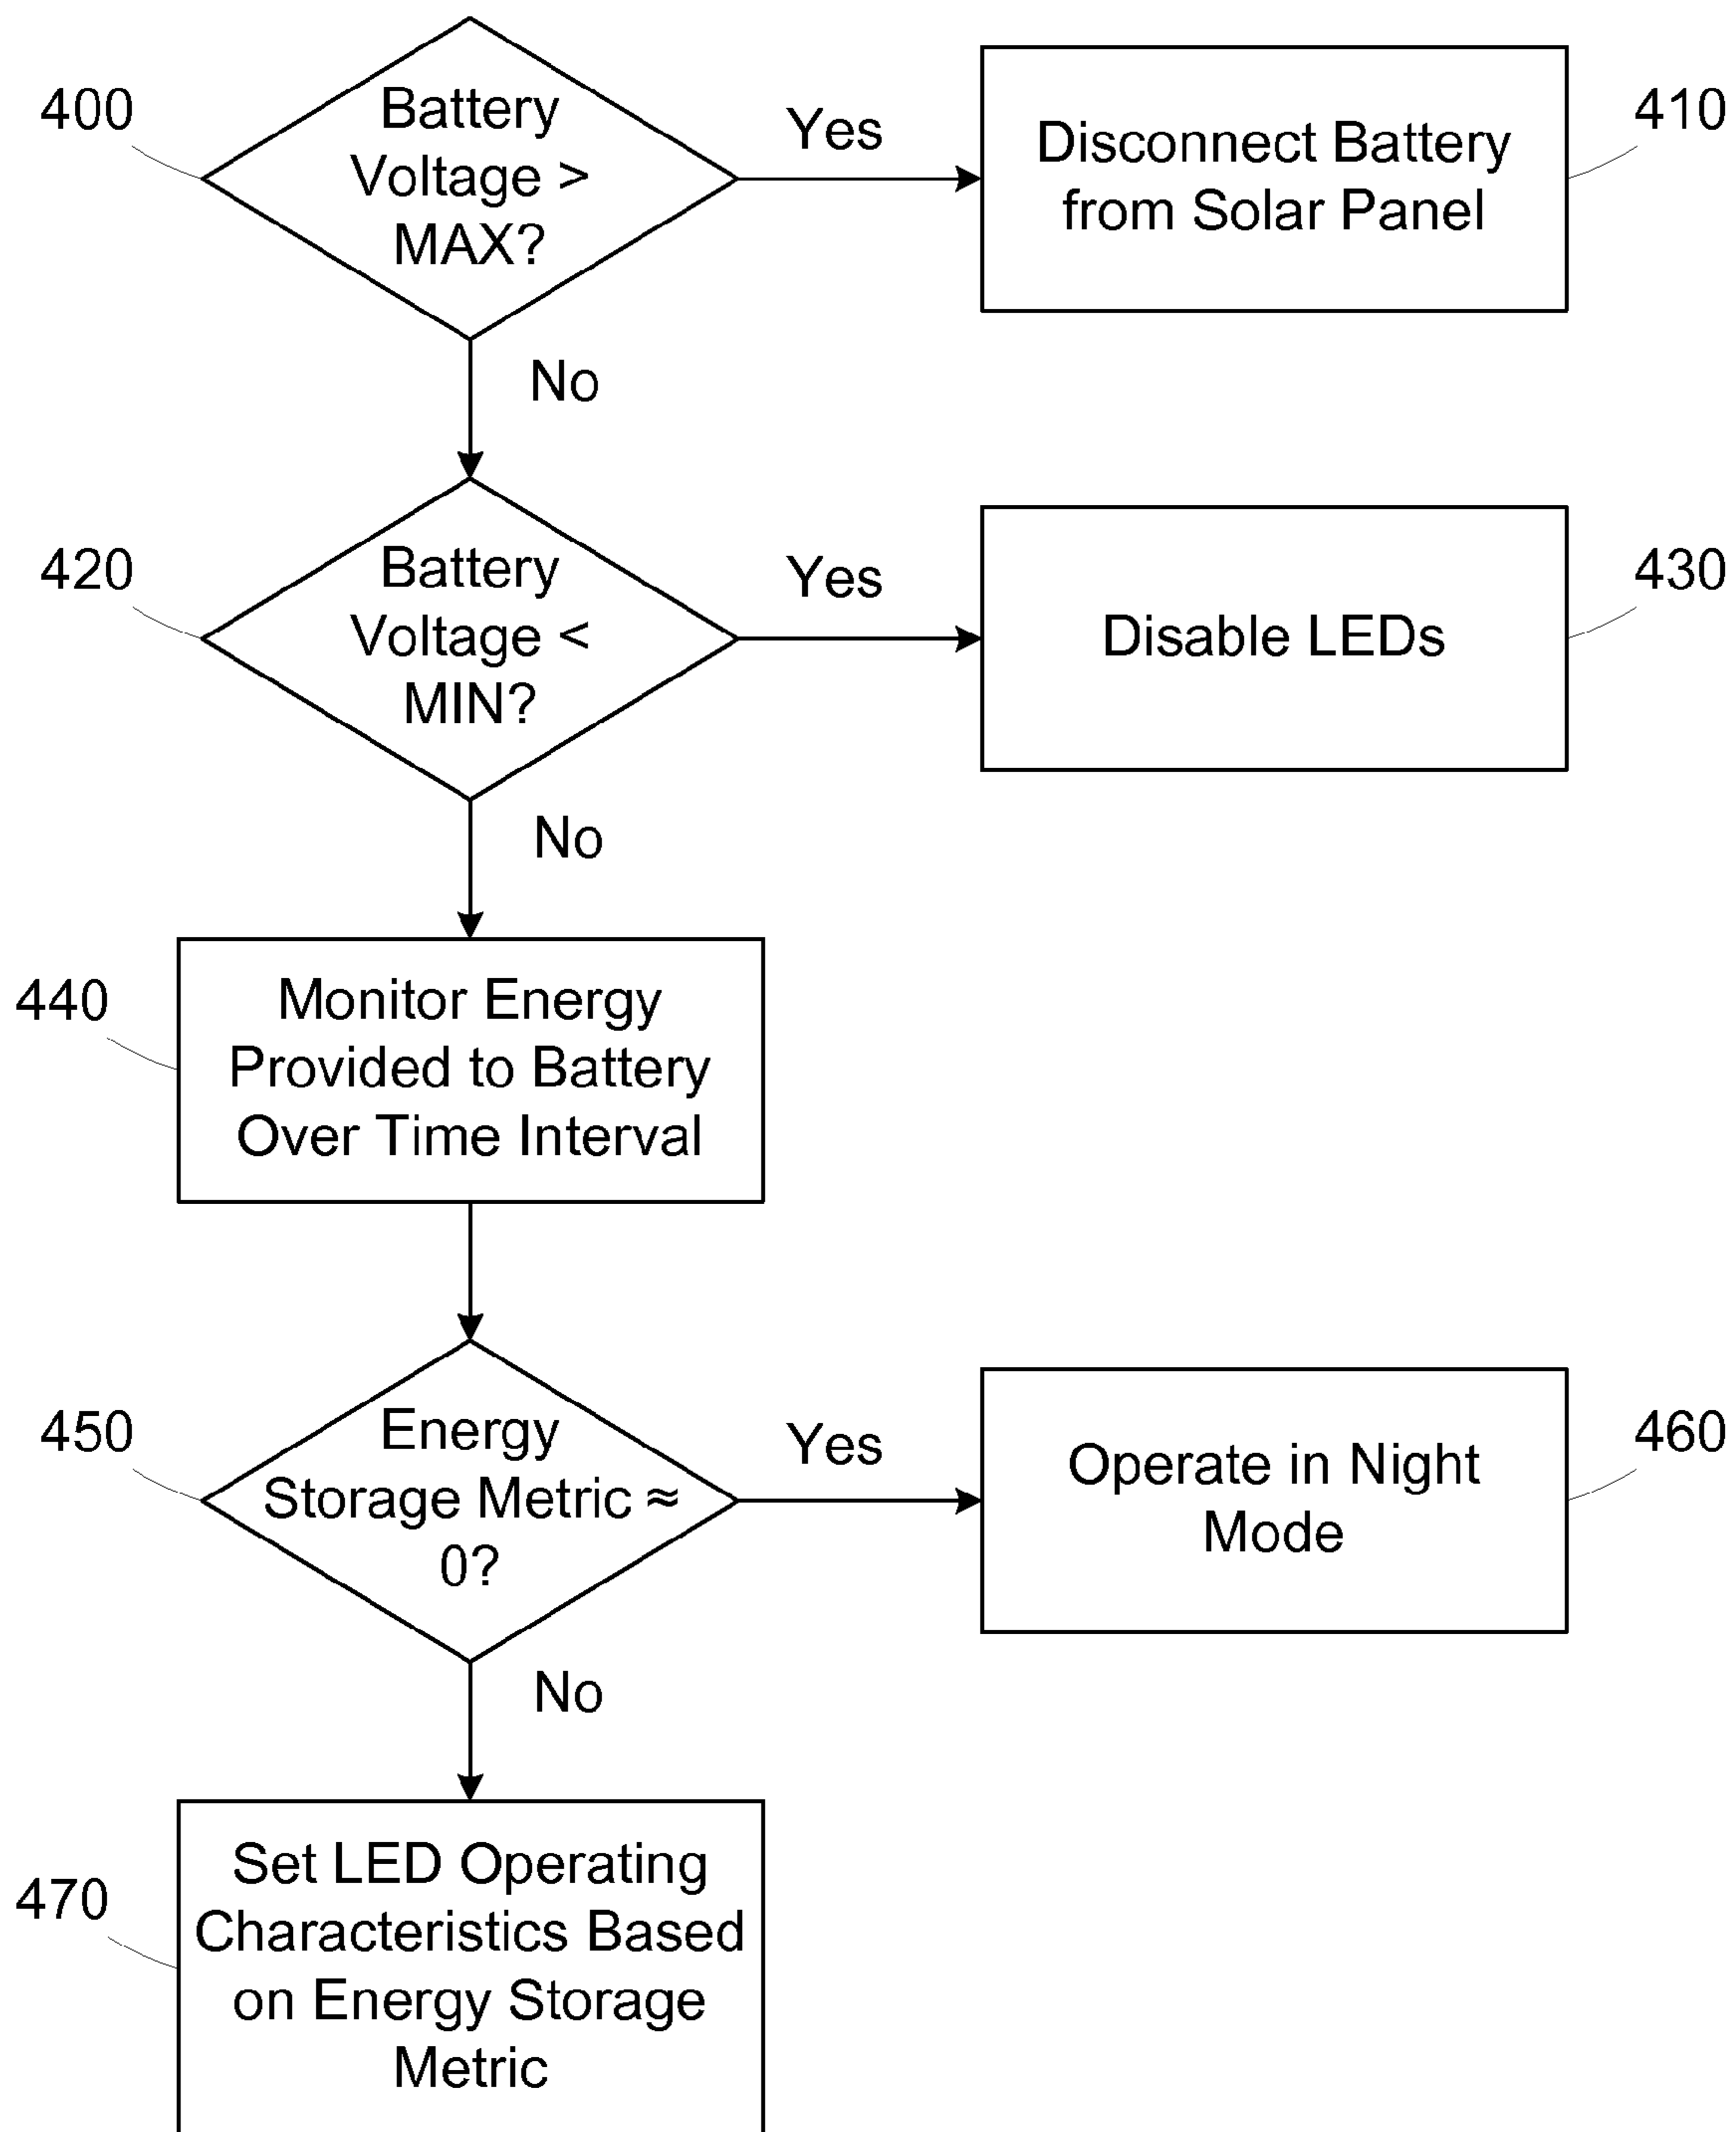 400
Battery
Voltage >
MAX?
Yes
Disconnect Battery
from Solar Panel
410
No
420
Battery
Voltage <
MIN?
Yes
Disable LEDs
430
No
440
Monitor Energy
Provided to Battery
Over Time Interval
450
Energy
Storage Metric ≈
0?
Yes
Operate in Night
Mode
460
No
470
Set LED Operating
Characteristics Based
on Energy Storage
Metric